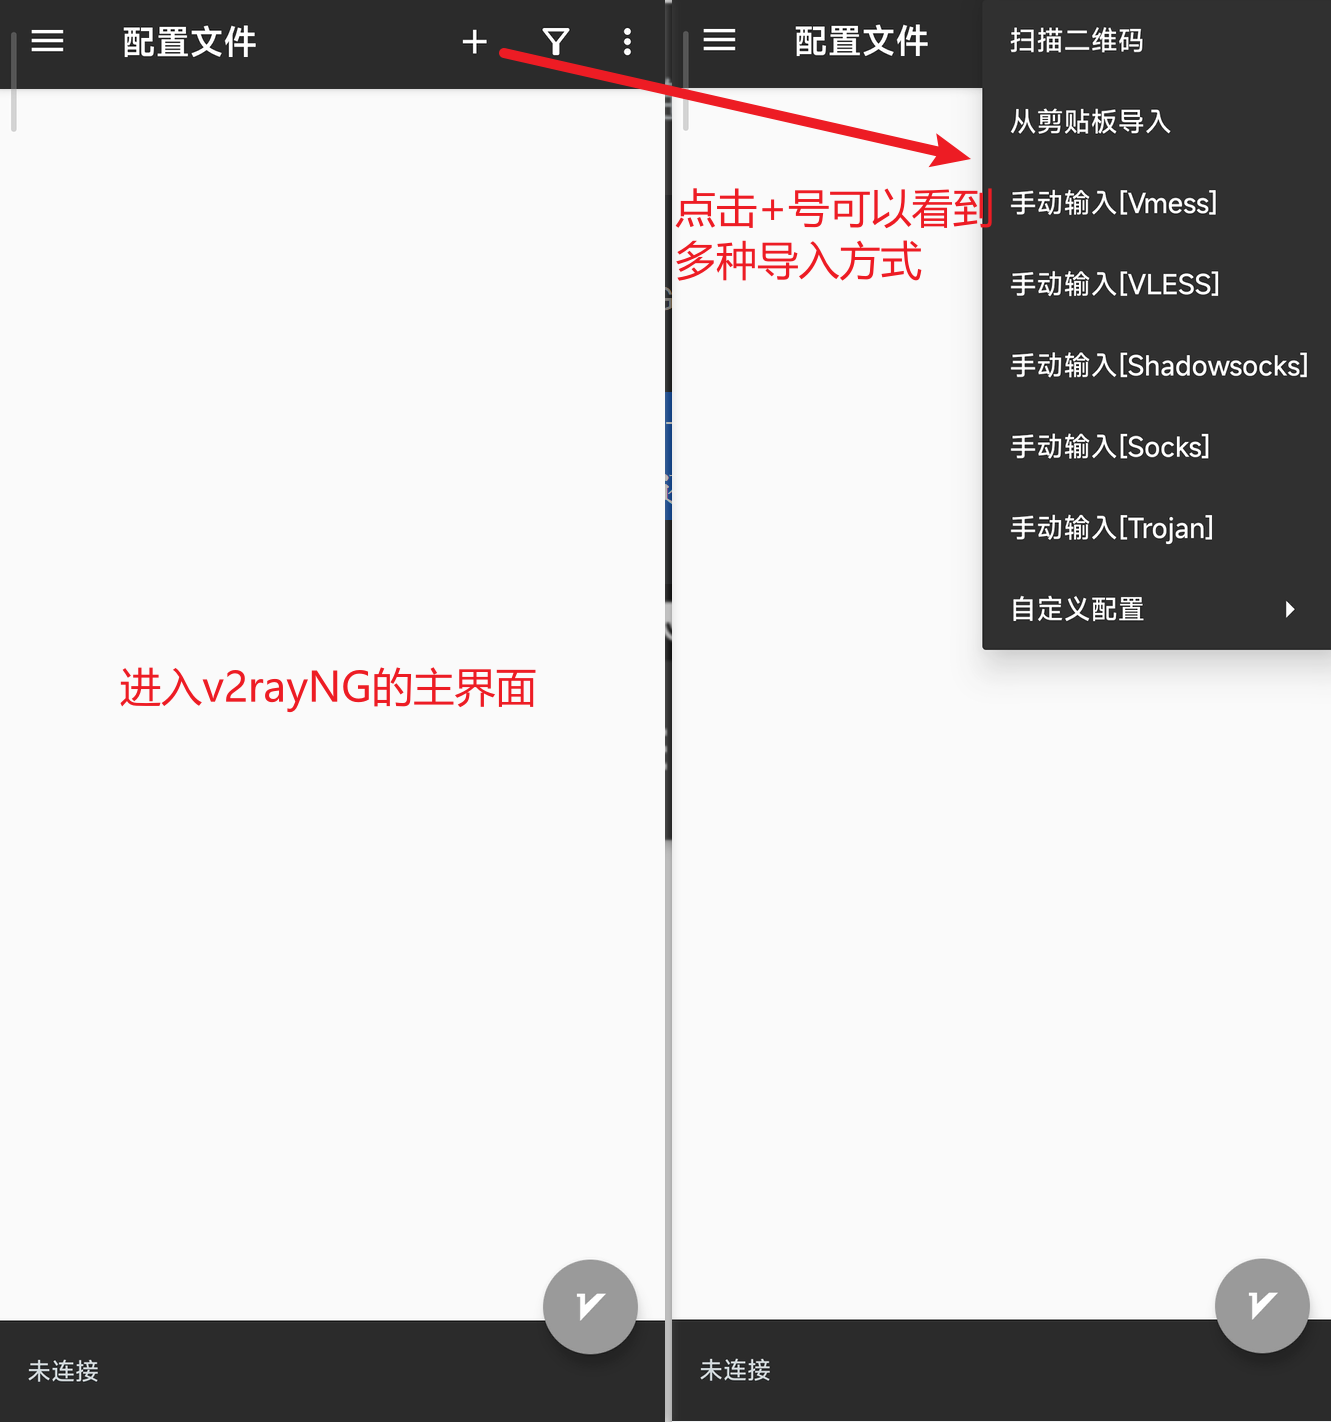 配置文件
进入v2rayNG的主界面
未连接
配置文件
点击+号可以看到
多种导入方式
扫描二维码
从剪贴板导入
手动输入[Vmess]
手动输入[VLESS]
手动输入[Shadowsocks]
手动输入[Socks]
手动输入[Trojan]
自定义配置
未连接